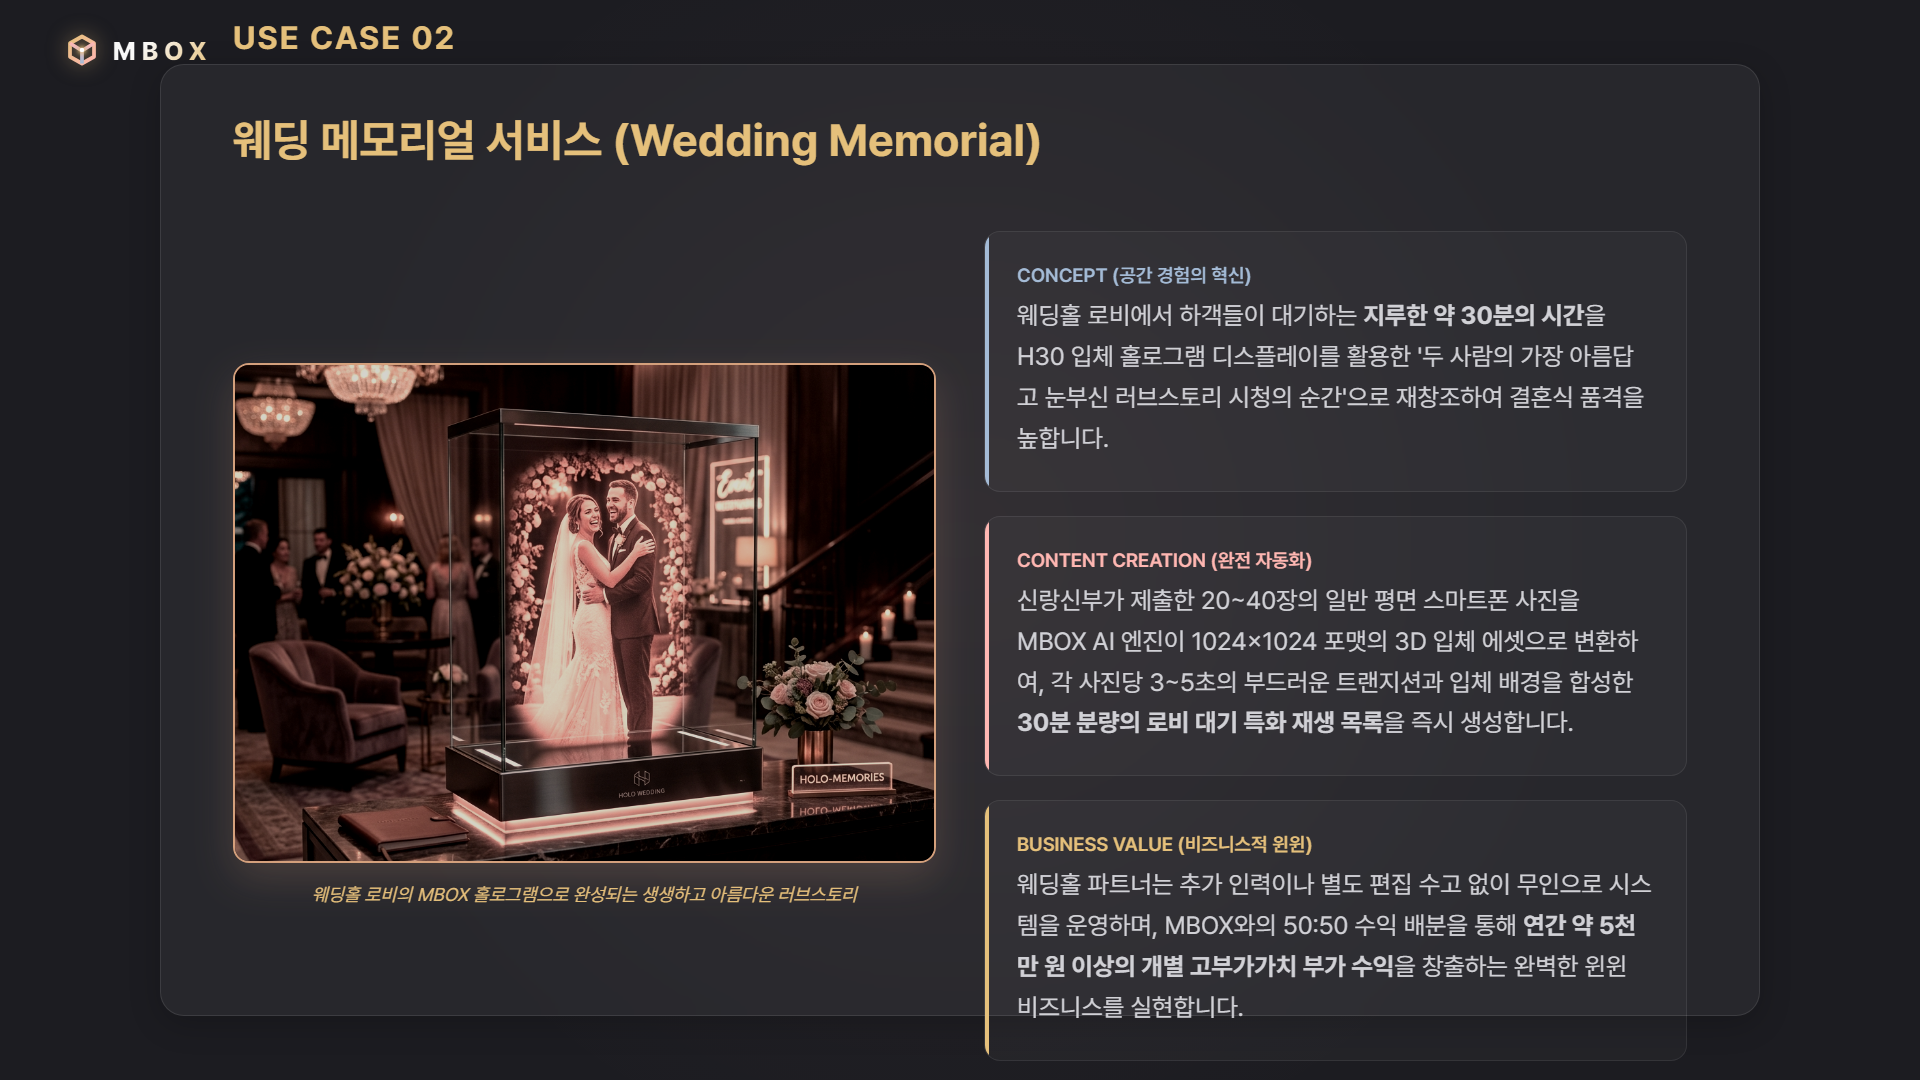 MBOX
USE CASE 02
웨딩 메모리얼 서비스 (Wedding Memorial)
HOLO WEDDING
HOLO-MEMORIES
웨딩홀 로비의 MBOX 홀로그램으로 완성되는 생생하고 아름다운 러브스토리
CONCEPT (공간 경험의 혁신)
웨딩홀 로비에서 하객들이 대기하는 지루한 약 30분의 시간을
H30 입체 홀로그램 디스플레이를 활용한 '두 사람의 가장 아름답
고 눈부신 러브스토리 시청의 순간'으로 재창조하여 결혼식 품격을
높합니다.
CONTENT CREATION (완전 자동화)
신랑신부가 제출한 20~40장의 일반 평면 스마트폰 사진을
MBOX AI 엔진이 1024×1024 포맷의 3D 입체 에셋으로 변환하
여, 각 사진당 3~5초의 부드러운 트랜지션과 입체 배경을 합성한
30분 분량의 로비 대기 특화 재생 목록을 즉시 생성합니다.
BUSINESS VALUE (비즈니스적 윈윈)
웨딩홀 파트너는 추가 인력이나 별도 편집 수고 없이 무인으로 시스
템을 운영하며, MBOX와의 50:50 수익 배분을 통해 연간 약 5천
만 원 이상의 개별 고부가가치 부가 수익을 창출하는 완벽한 윈윈
비즈니스를 실현합니다.